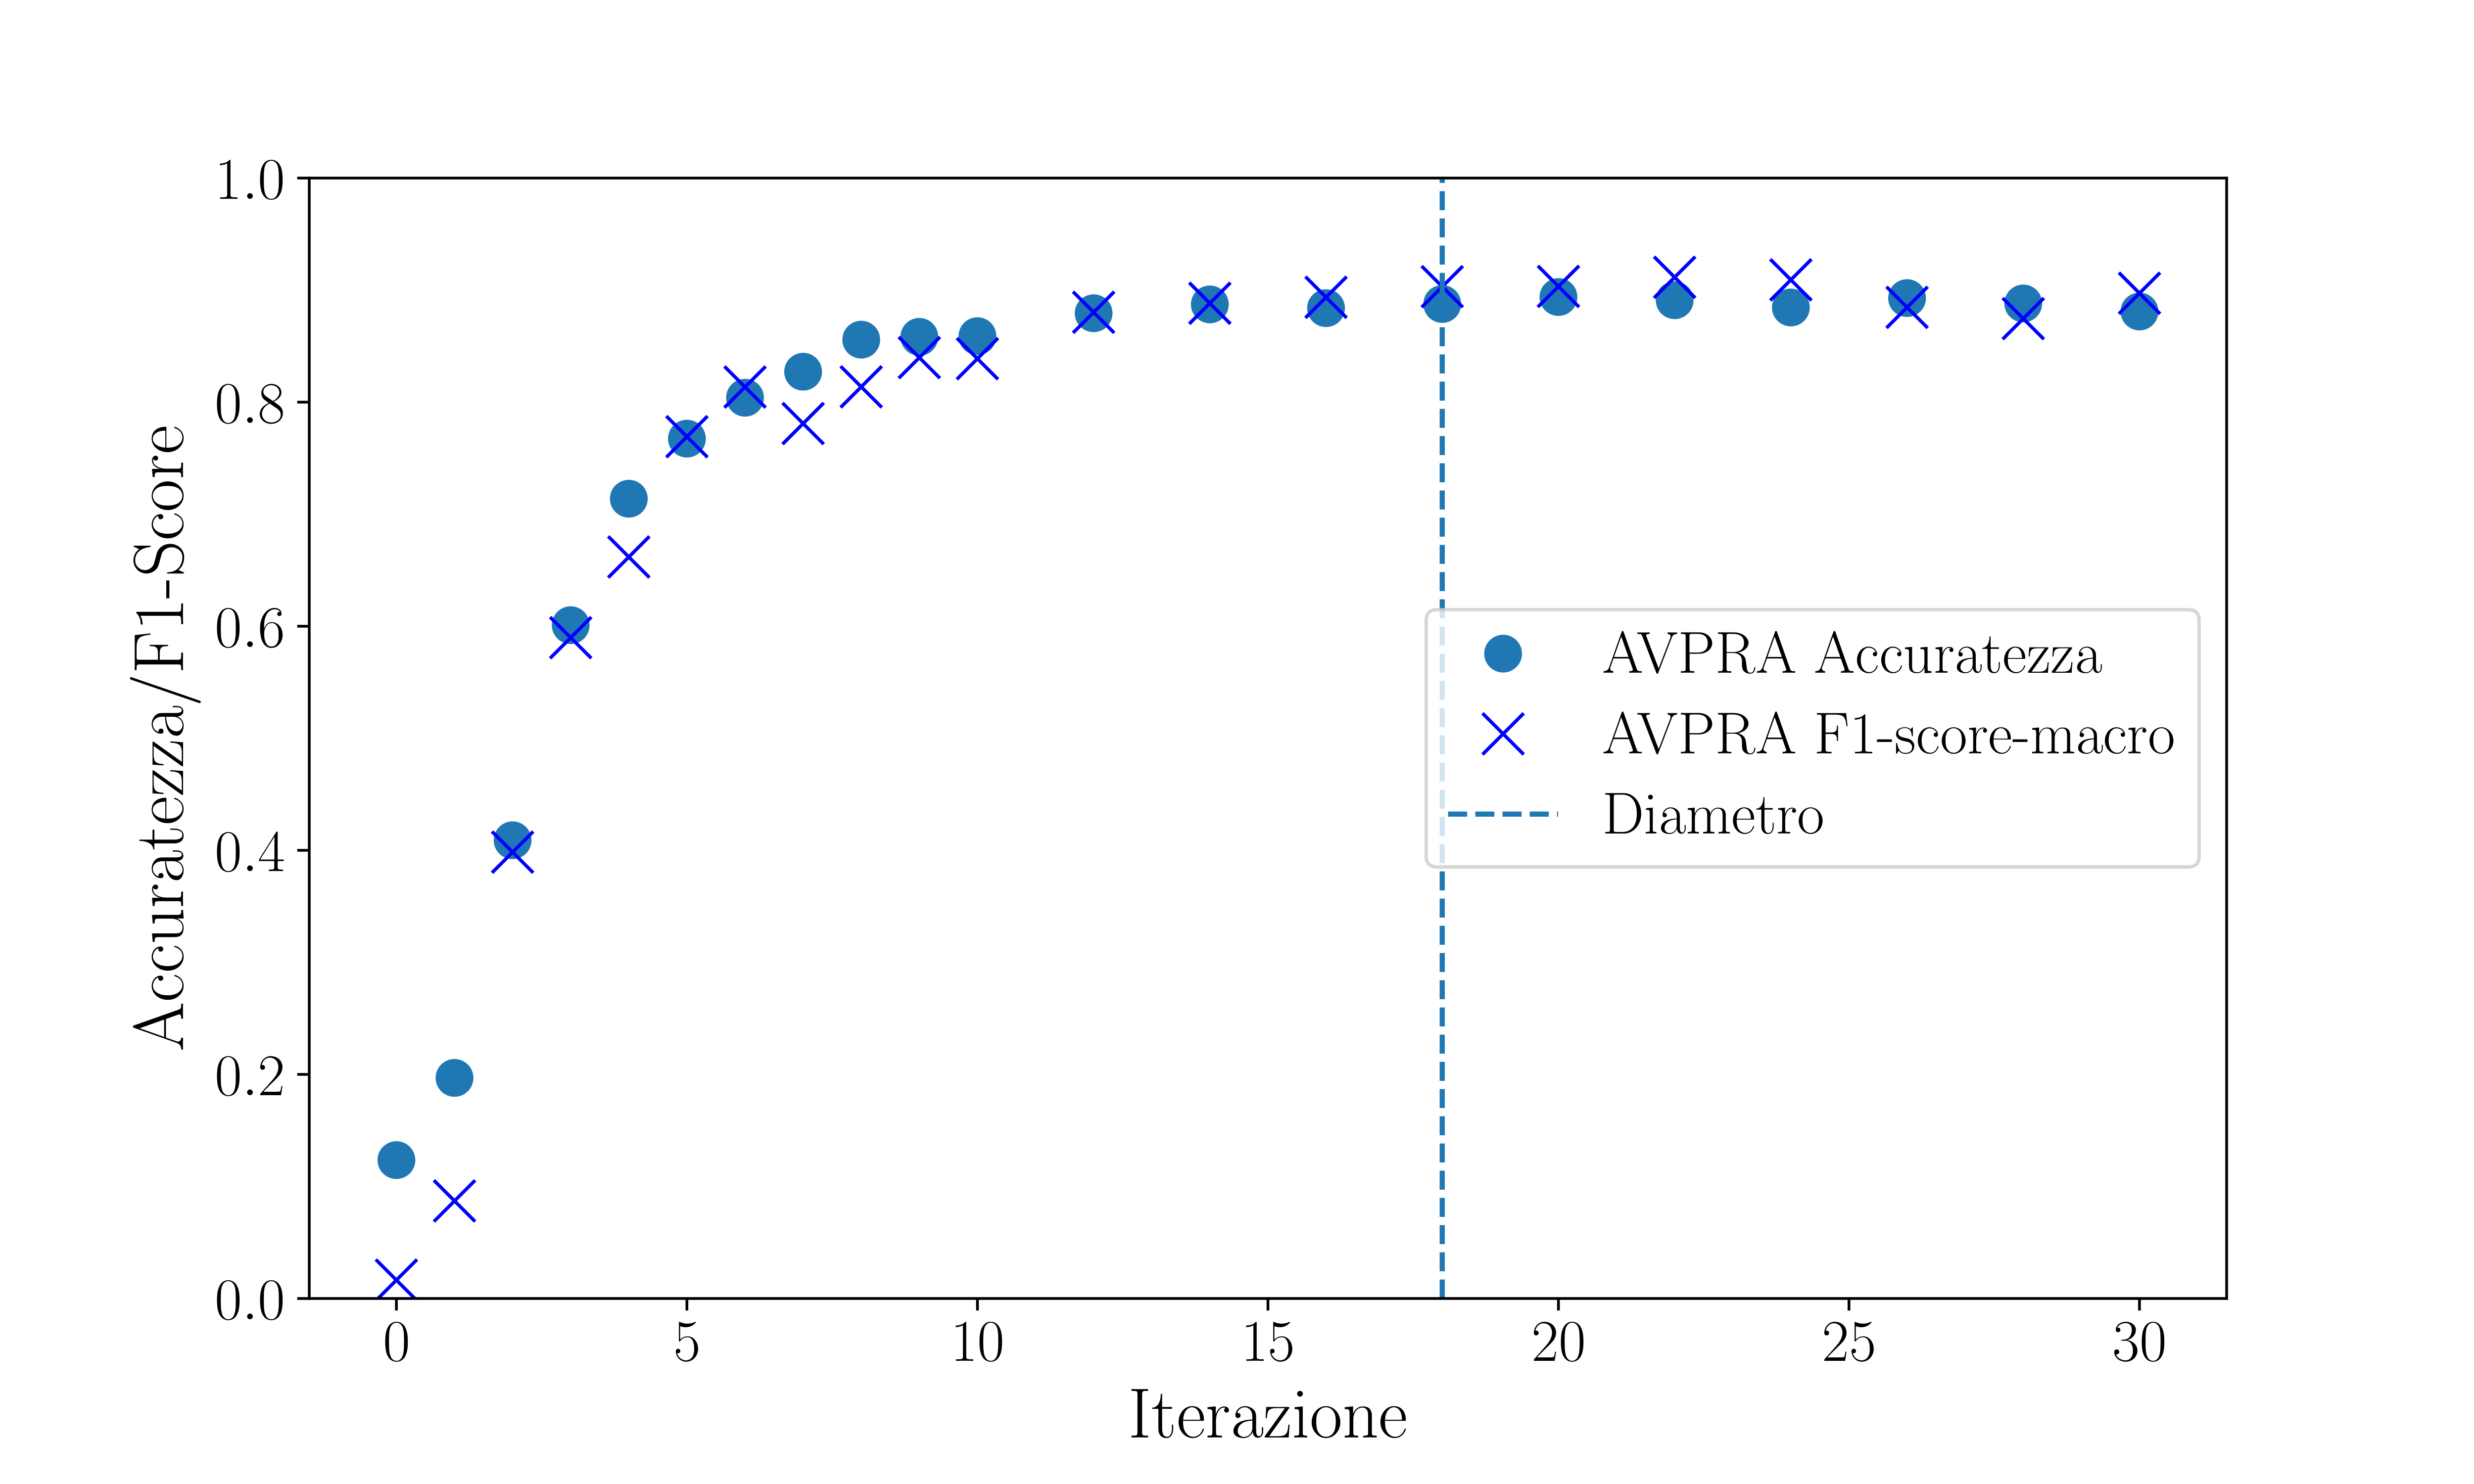 1.0
0.8
0.6
0.4
0.2
0.0
Accuratezza/F1-Score
AVPRA Accuratezza
AVPRA F1-score-macro
Diametro
0 5 10 15 20 25 30
Iterazione